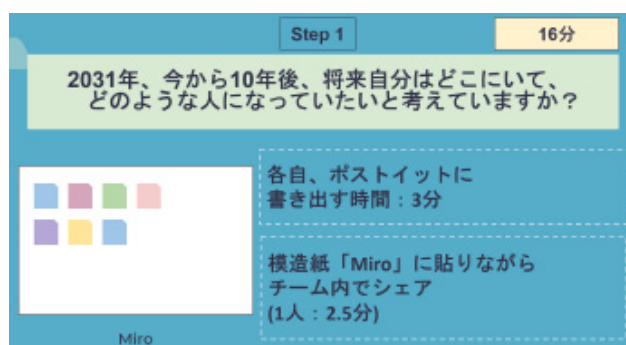 Step 1
16分
2031年、今から10年後、将来自分はどこにいて、
どのような人になっていたいと考えていますか？
各自、ポストイットに
書き出す時間：3分
模造紙「Miro」に貼りながら
チーム内でシェア
(1人：2.5分)
Miro